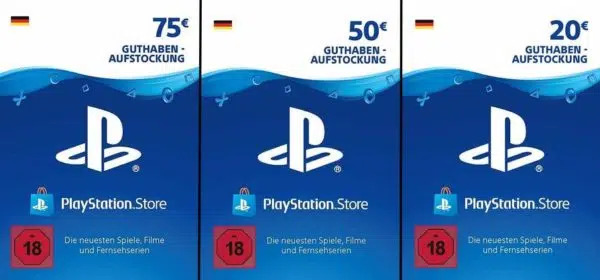 75€
GUTHABEN -
AUFSTOCKUNG
PlayStation.Store
18
Die neuesten Spiele, Filme
und Fernsehserien
50€
GUTHABEN -
AUFSTOCKUNG
PlayStation.Store
18
Die neuesten Spiele, Filme
und Fernsehserien
20€
GUTHABEN -
AUFSTOCKUNG
PlayStation.Store
18
Die neuesten Spiele, Filme
und Fernsehserien